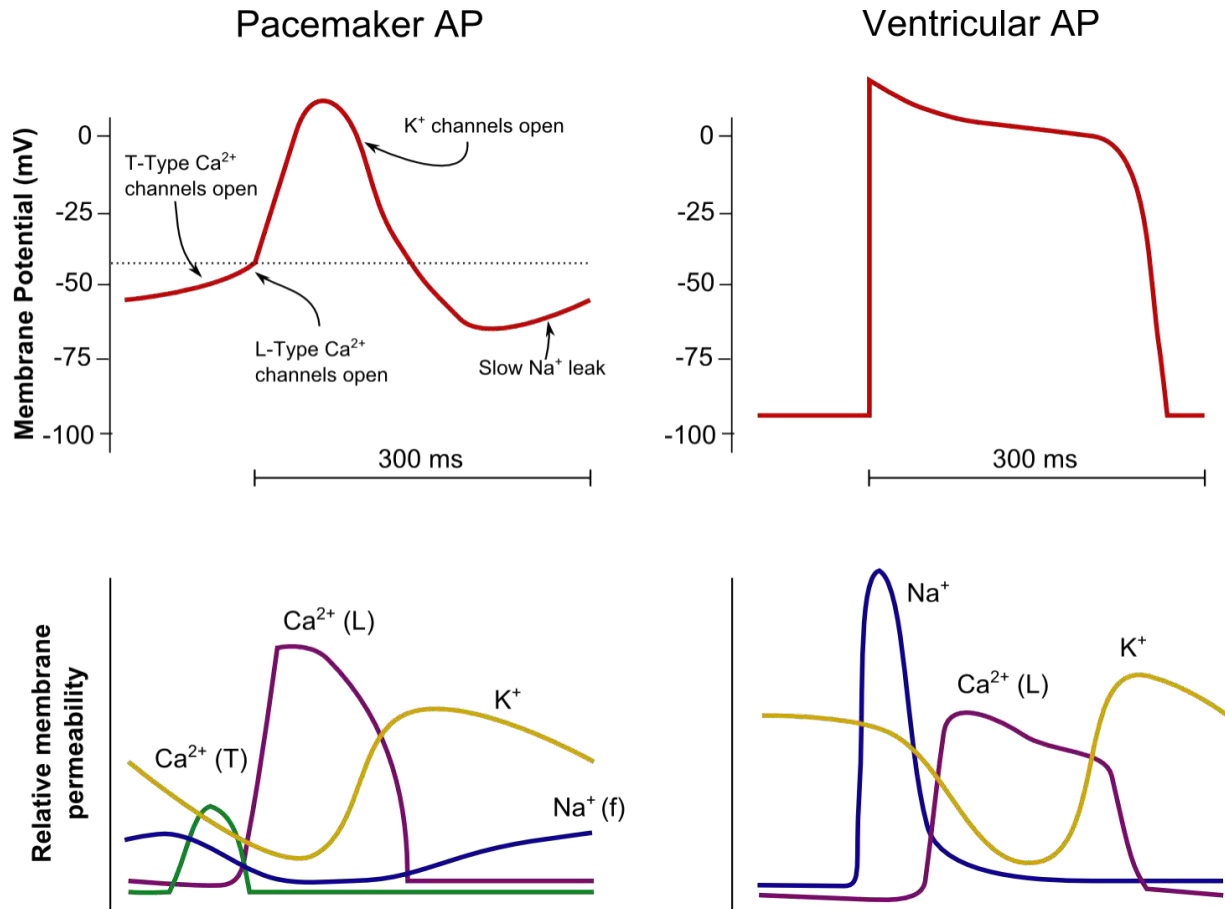 Pacemaker AP
Ventricular AP
Membrane Potential (mV)
0
-25
-50
-75
-100
T-Type Ca²⁺
channels open
K⁺ channels open
L-Type Ca²⁺
channels open
Slow Na⁺ leak
300 ms
0
-25
-50
-75
-100
300 ms
Relative membrane
permeability
Ca²⁺ (T)
Ca²⁺ (L)
K⁺
Na⁺ (f)
Na⁺
Ca²⁺ (L)
K⁺